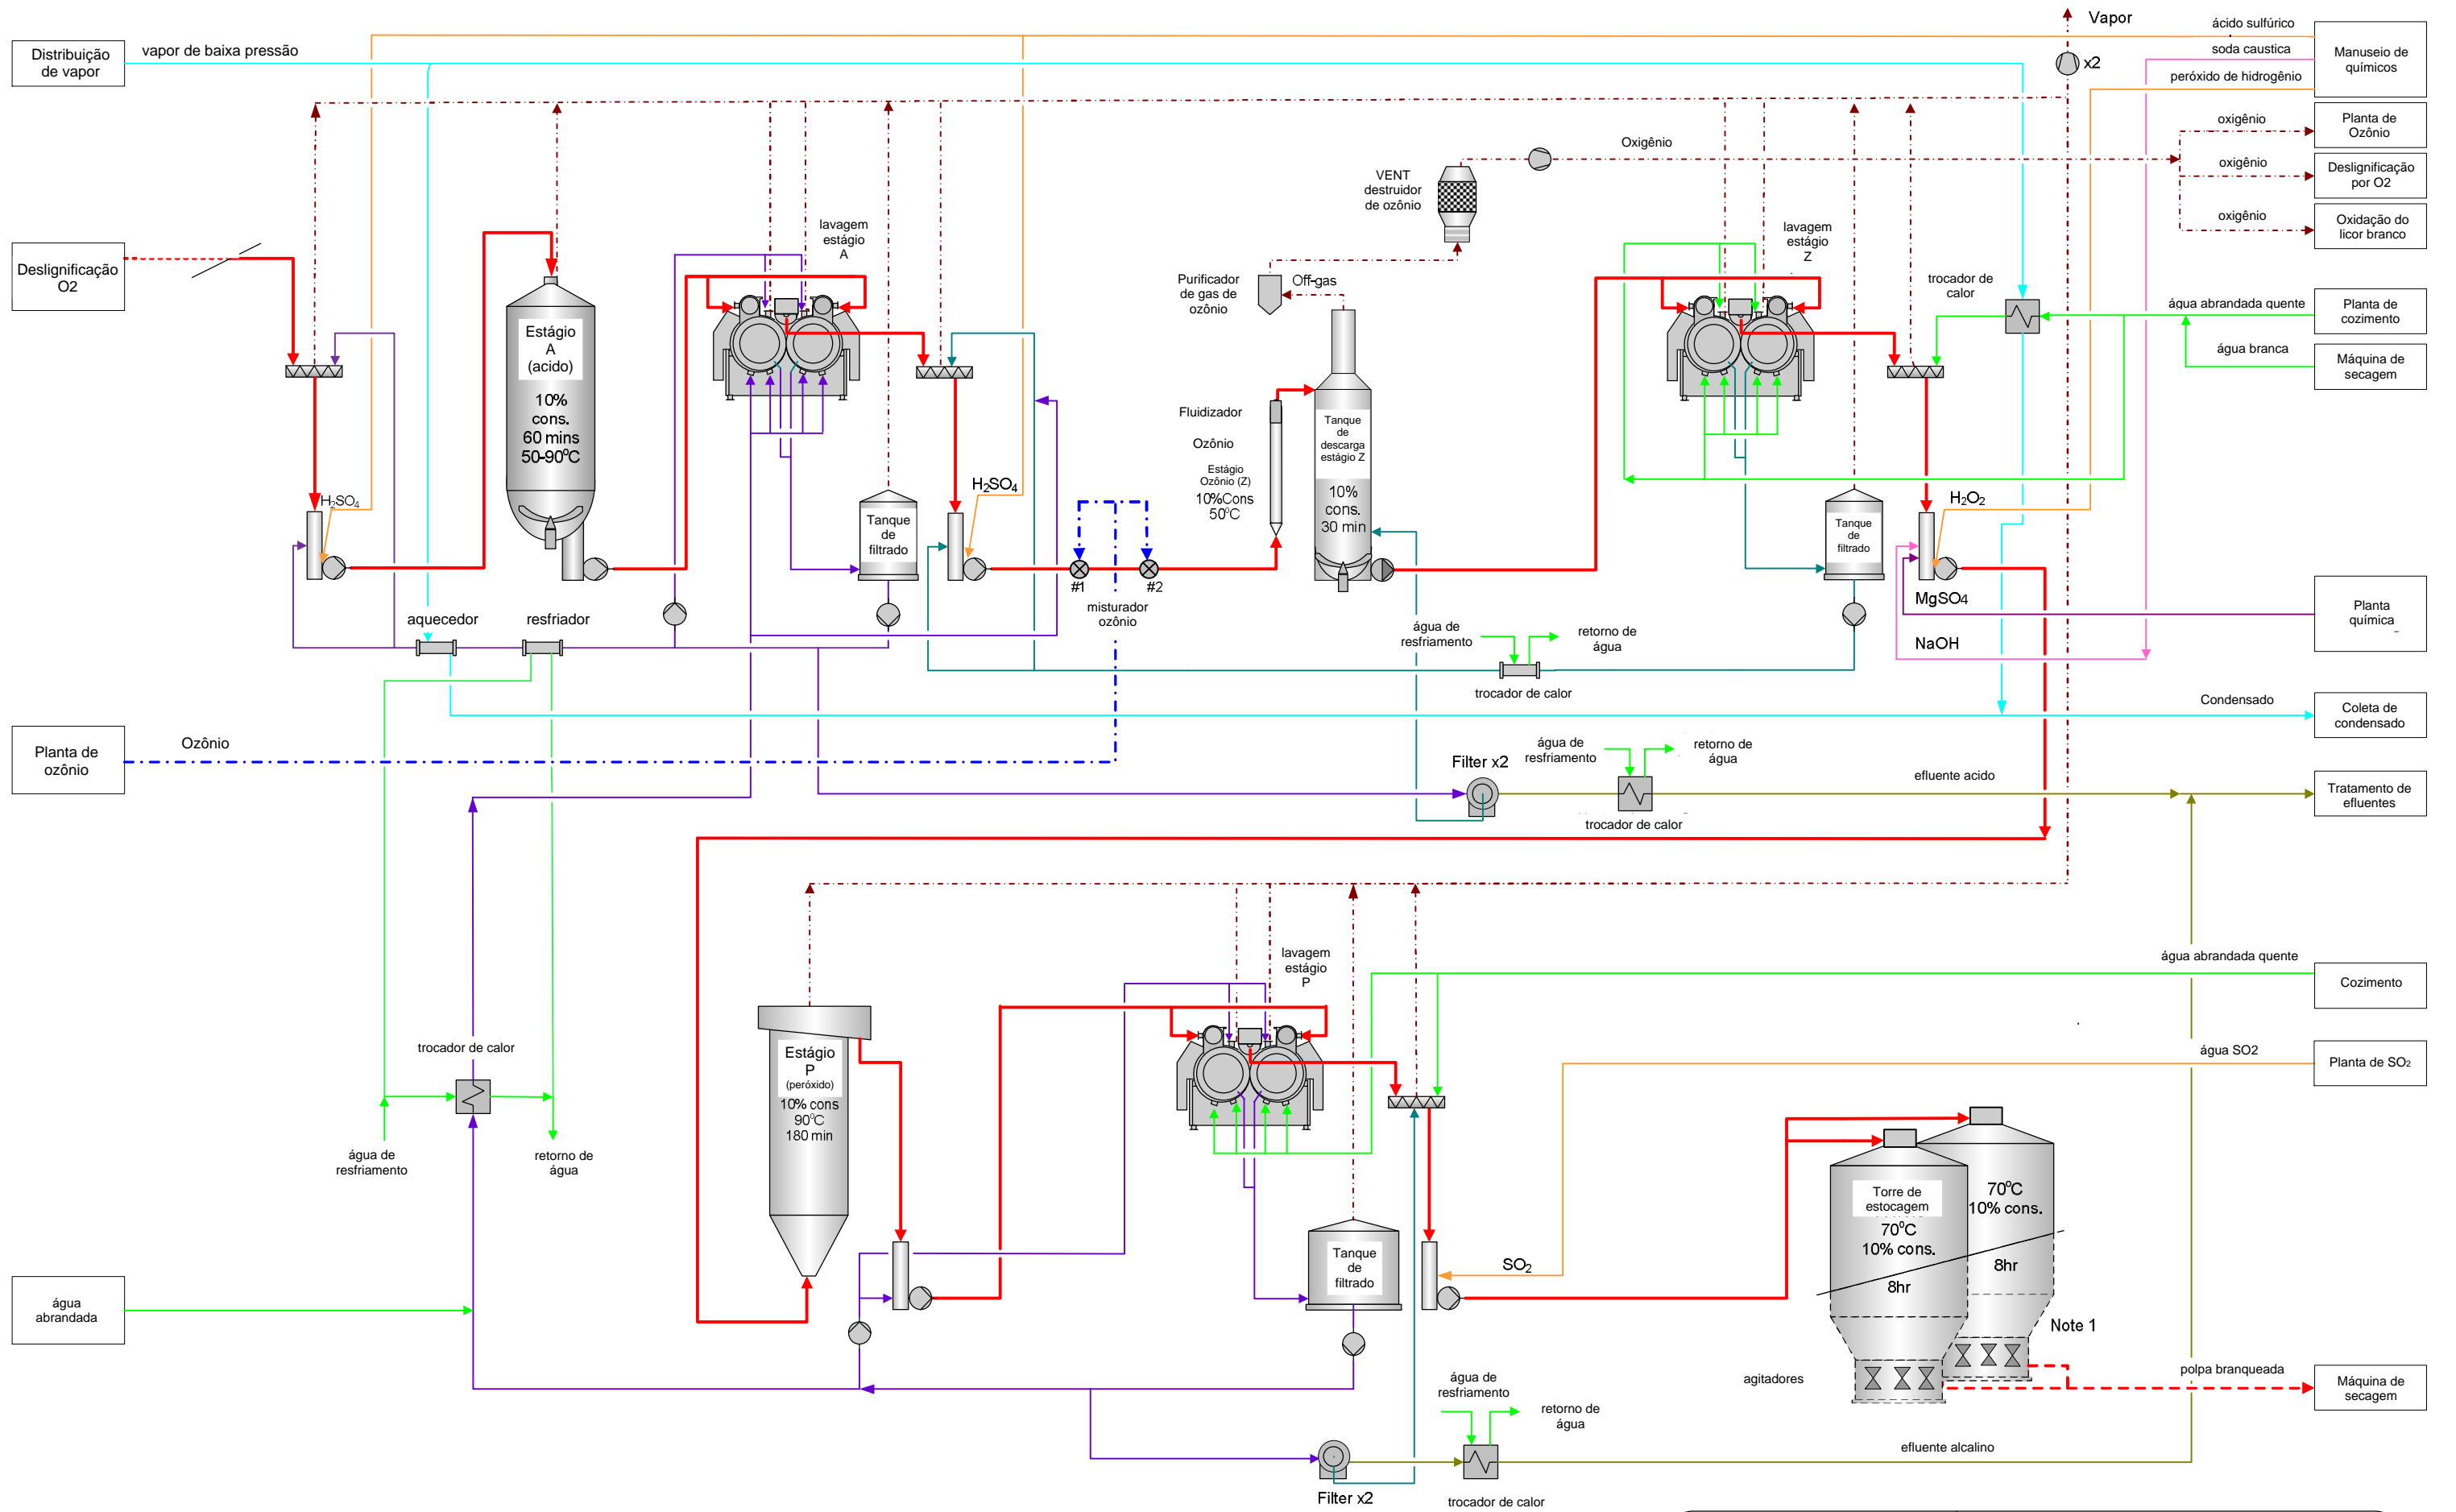 Vapor
x2
Distribuição
de vapor
vapor de baixa pressão
ácido sulfúrico
soda caustica
peróxido de hidrogênio
Manuseio de
químicos
oxigênio
Planta de
Ozônio
oxigênio
Deslignificação
por O2
oxigênio
Oxidação do
licor branco
Oxigênio
VENT
destruidor
de ozônio
Deslignificação
O2
lavagem
estágio
A
lavagem
estágio
Z
Purificador
de gas de
ozônio
Off-gas
trocador de
calor
água abrandada quente
Planta de
cozimento
água branca
Máquina de
secagem
Estágio
A
(acido)
10%
cons.
60 mins
50-90⁰C
Fluidizador
Ozônio
Estágio
Ozônio (Z)
10%Cons
50⁰C
Tanque
de
descarga
estágio Z
10%
cons.
30 min
H₂SO₄
H₂SO₄
H₂O₂
Tanque
de
filtrado
Tanque
de
filtrado
#1
#2
misturador
ozônio
MgSO4
NaOH
Planta
química
aquecedor
resfriador
água de
resfriamento
retorno de
água
trocador de calor
Condensado
Coleta de
condensado
Planta de
ozônio
Ozônio
Filter x2
água de
resfriamento
retorno de
água
trocador de calor
efluente acido
Tratamento de
efluentes
lavagem
estágio
P
água abrandada quente
Cozimento
trocador de calor
Estágio
P
(peróxido)
10% cons
90⁰C
180 min
água SO2
Planta de SO₂
água de
resfriamento
retorno de
água
Torre de
estocagem
70⁰C
10% cons.
8hr
70⁰C
10% cons.
8hr
Note 1
Tanque
de
filtrado
SO₂
água
abrandada
agitadores
polpa branqueada
Máquina de
secagem
água de
resfriamento
retorno de
água
Filter x2
trocador de calor
efluente alcalino